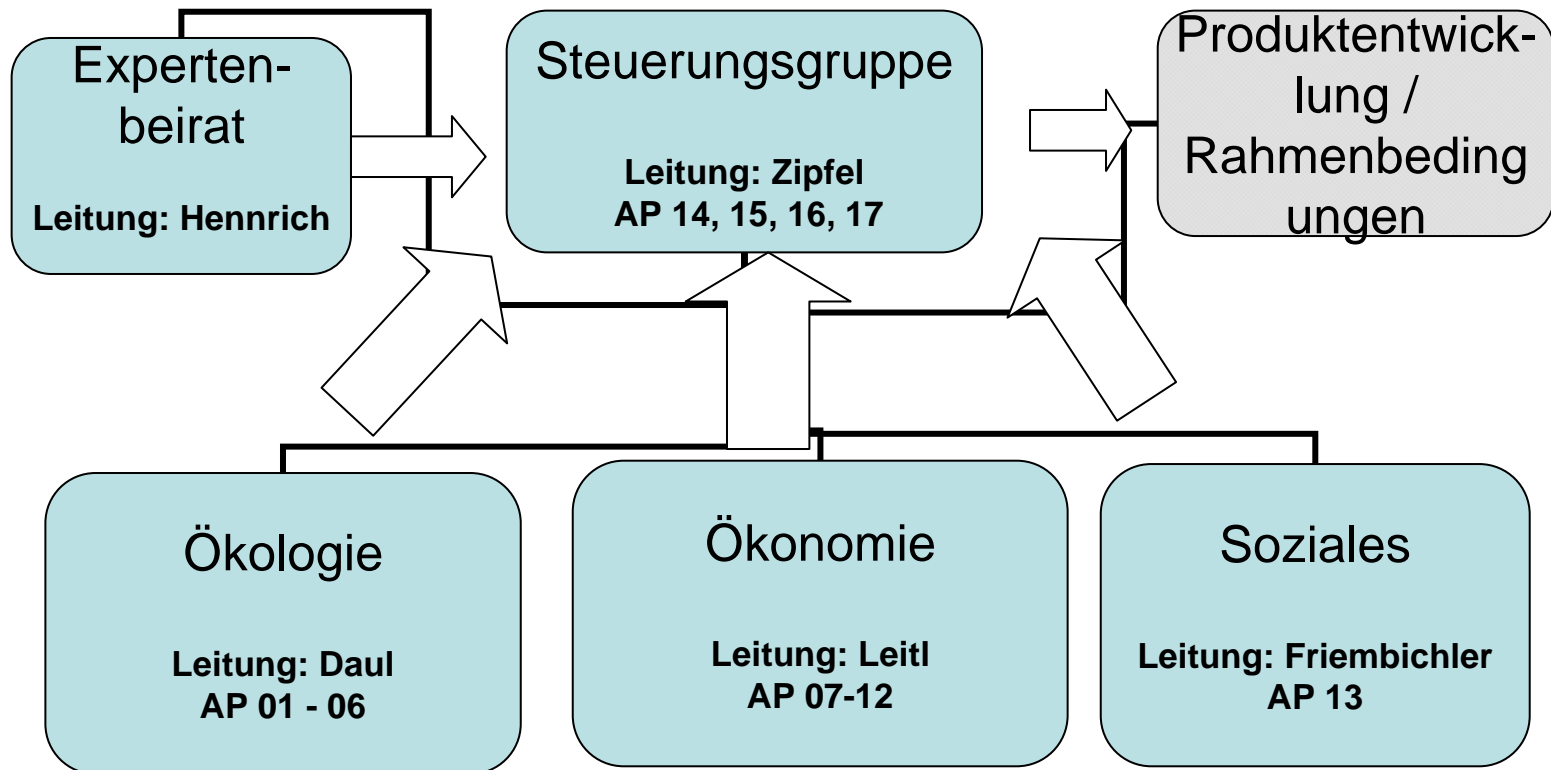 Experten-
beirat
Leitung: Hennrich
Steuerungsgruppe
Leitung: Zipfel
AP 14, 15, 16, 17
Produktentwick-
lung /
Rahmenbeding
ungen
Ökologie
Leitung: Daul
AP 01 - 06
Ökonomie
Leitung: Leitl
AP 07-12
Soziales
Leitung: Friembichler
AP 13